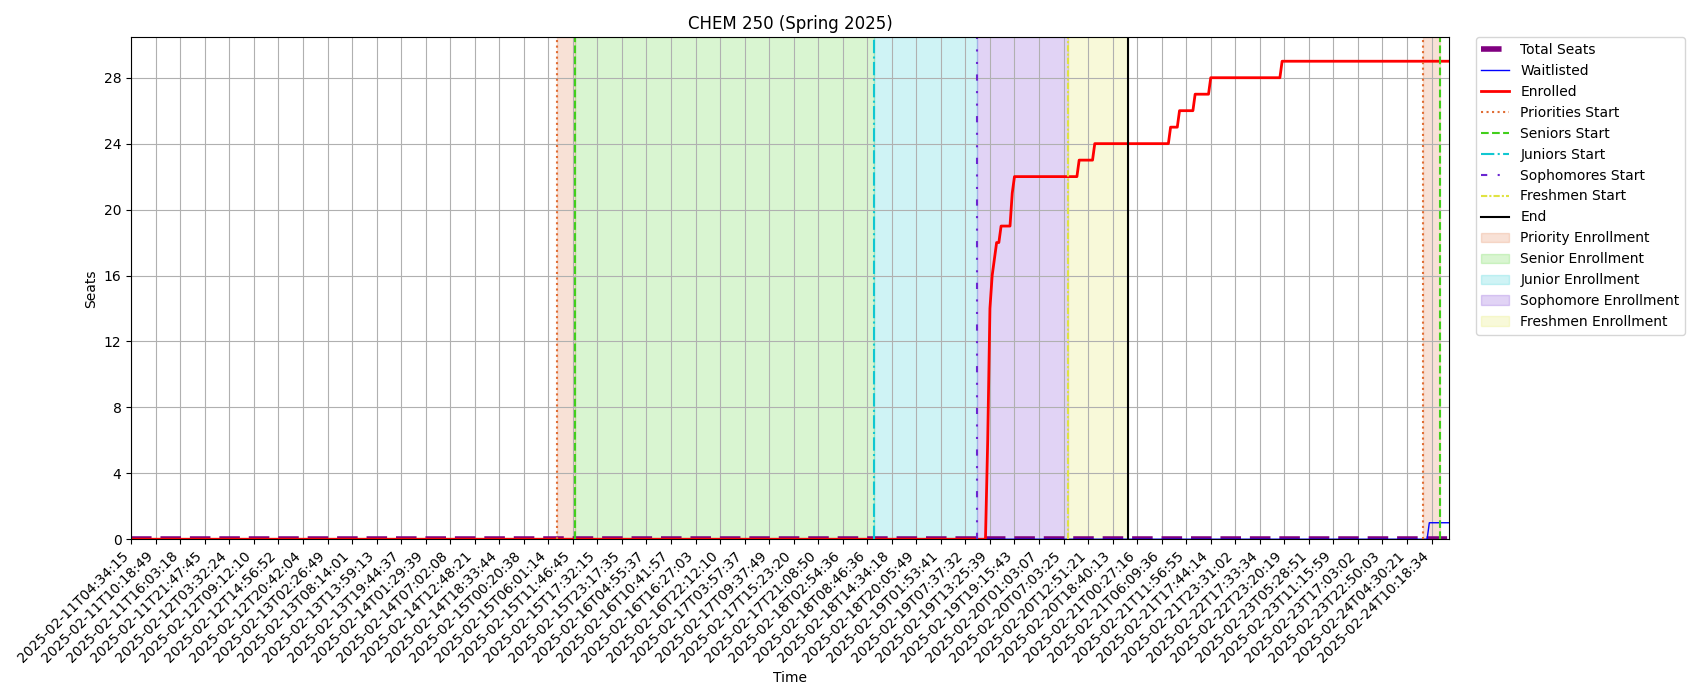 CHEM 250 (Spring 2025)
Seats
28
24
20
16
12
8
4
0
2025-02-11T04:34:15
2025-02-11T10:18:49
2025-02-11T16:03:18
2025-02-11T21:47:45
2025-02-12T03:32:24
2025-02-12T09:12:10
2025-02-12T14:56:52
2025-02-12T20:42:04
2025-02-13T02:26:49
2025-02-13T08:14:01
2025-02-13T13:59:13
2025-02-13T19:44:37
2025-02-14T01:29:39
2025-02-14T07:02:08
2025-02-14T12:48:21
2025-02-14T18:33:44
2025-02-15T00:20:38
2025-02-15T06:01:14
2025-02-15T11:46:45
2025-02-15T17:32:15
2025-02-15T23:17:35
2025-02-16T04:55:37
2025-02-16T10:41:57
2025-02-16T16:27:03
2025-02-16T22:12:10
2025-02-17T03:57:37
2025-02-17T09:37:49
2025-02-17T15:23:20
2025-02-17T21:08:50
2025-02-18T02:54:36
2025-02-18T08:46:36
2025-02-18T14:34:18
2025-02-18T20:05:49
2025-02-19T01:53:41
2025-02-19T07:37:32
2025-02-19T13:25:39
2025-02-19T19:15:43
2025-02-20T01:03:07
2025-02-20T07:03:25
2025-02-20T12:51:21
2025-02-20T18:40:13
2025-02-21T00:27:16
2025-02-21T06:09:36
2025-02-21T11:56:55
2025-02-21T17:44:14
2025-02-21T23:31:02
2025-02-22T17:33:34
2025-02-22T23:20:19
2025-02-23T05:28:51
2025-02-23T11:15:59
2025-02-23T17:03:02
2025-02-23T22:50:03
2025-02-24T04:30:21
2025-02-24T10:18:34
Time
Total Seats
Waitlisted
Enrolled
Priorities Start
Seniors Start
Juniors Start
Sophomores Start
Freshmen Start
End
Priority Enrollment
Senior Enrollment
Junior Enrollment
Sophomore Enrollment
Freshmen Enrollment